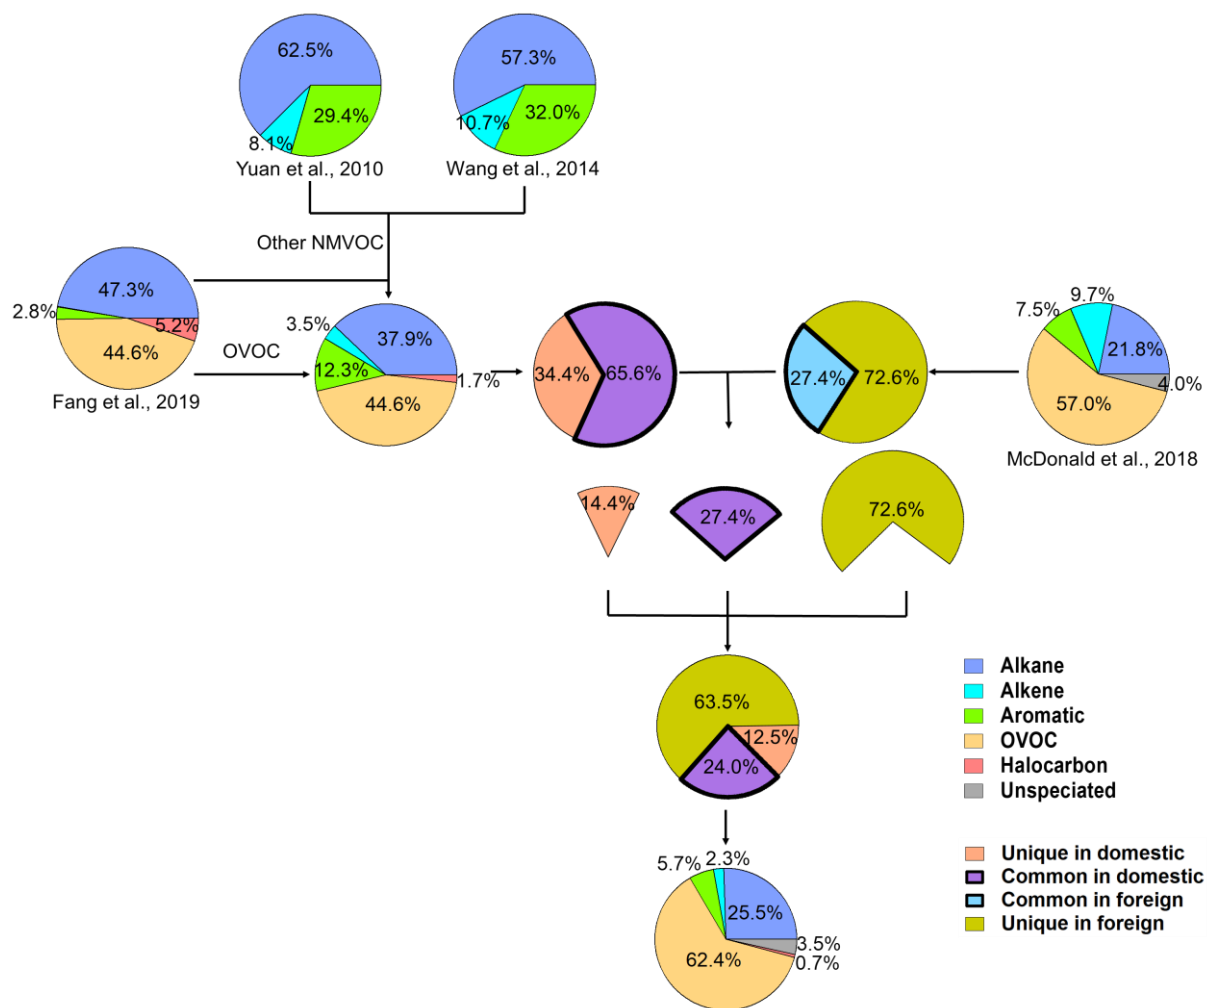 62.5%
57.3%
29.4%
32.0%
8.1%
10.7%
Yuan et al., 2010
Wang et al., 2014
Other NMVOC
47.3%
2.8%
5.2%
44.6%
Fang et al., 2019
OVOC
3.5%
37.9%
12.3%
1.7%
44.6%
34.4%
65.6%
27.4%
72.6%
9.7%
7.5%
21.8%
4.0%
57.0%
McDonald et al., 2018
14.4%
27.4%
72.6%
63.5%
12.5%
24.0%
5.7%
2.3%
25.5%
3.5%
0.7%
62.4%
Alkane
Alkene
Aromatic
OVOC
Halocarbon
Unspeciated
Unique in domestic
Common in domestic
Common in foreign
Unique in foreign